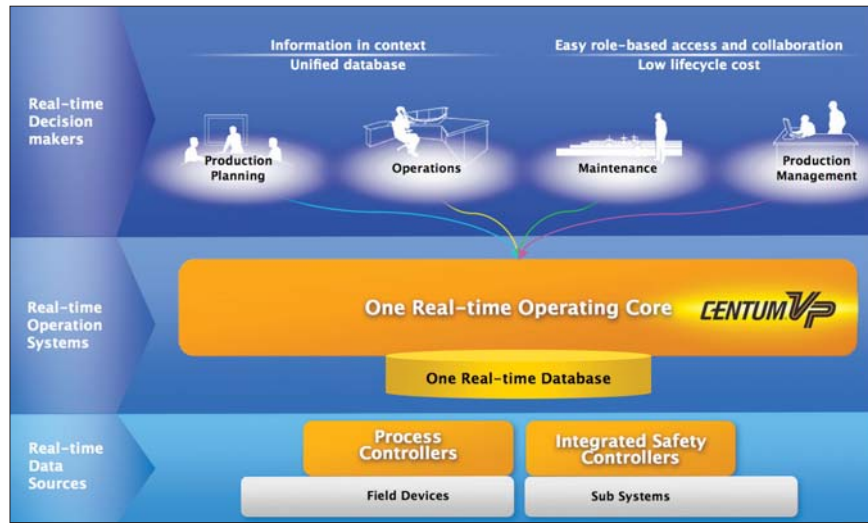 Information in context
Unified database
Easy role-based access and collaboration
Low lifecycle cost
Real-time
Decision
makers
Production
Planning
Operations
Maintenance
Production
Management
Real-time
Operation
Systems
One Real-time Operating Core
CENTUM VP
One Real-time Database
Real-time
Data
Sources
Process
Controllers
Integrated Safety
Controllers
Field Devices
Sub Systems